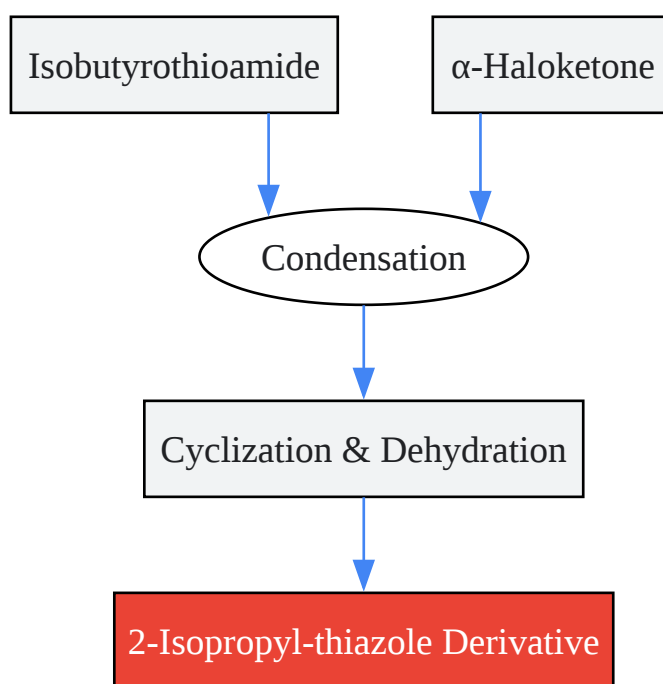 Isobutyrothioamide
α-Haloketone
Condensation
Cyclization & Dehydration
2-Isopropyl-thiazole Derivative